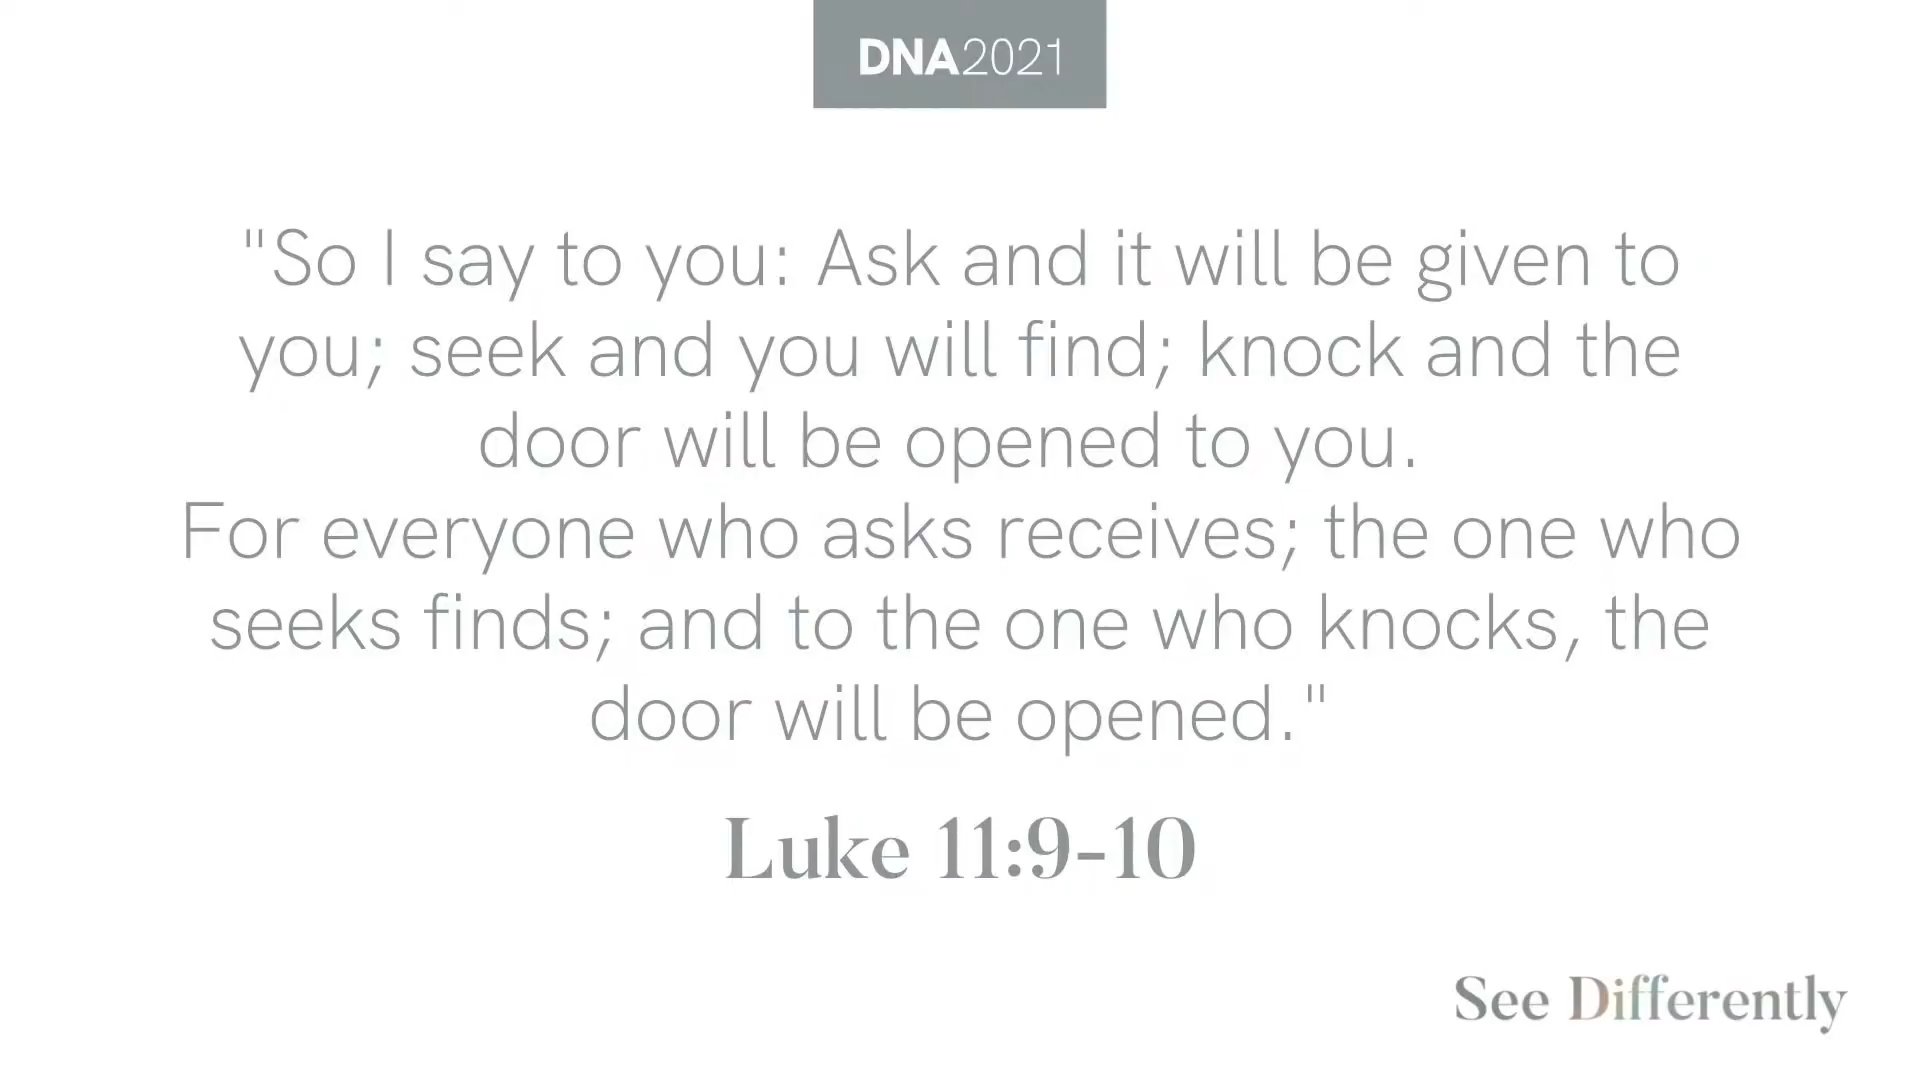 DNA2021
"So I say to you: Ask and it will be given to
you; seek and you will find; knock and the
door will be opened to you.
For everyone who asks receives; the one who
seeks finds; and to the one who knocks, the
door will be opened."
Luke 11:9-10
See Differently